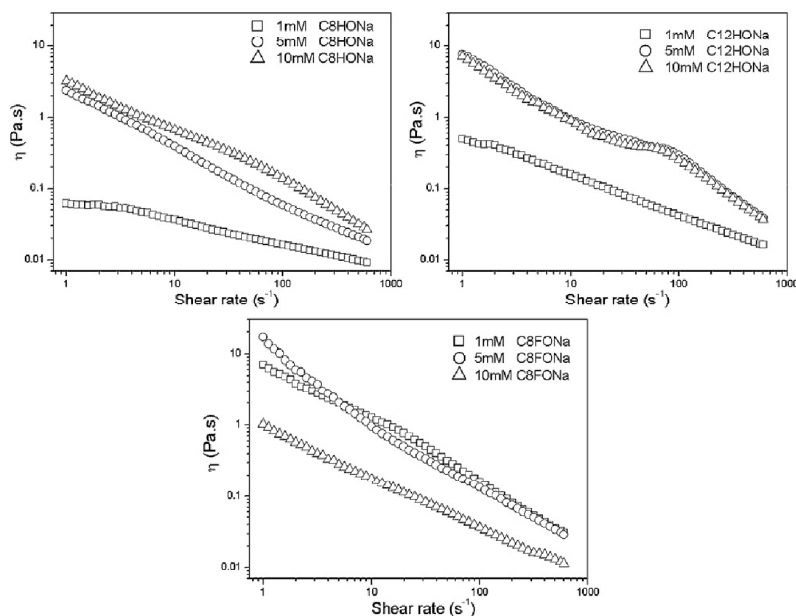 1mM C8HONa
5mM C8HONa
10mM C8HONa
10
1
0.1
0.01
η (Pa.s)
1 10 100 1000
Shear rate (s⁻¹)
1mM C12HONa
5mM C12HONa
10mM C12HONa
10
1
0.1
0.01
η (Pa.s)
1 10 100 1000
Shear rate (s⁻¹)
1mM C8FONa
5mM C8FONa
10mM C8FONa
10
1
0.1
0.01
η (Pa.s)
1 10 100 1000
Shear rate (s⁻¹)